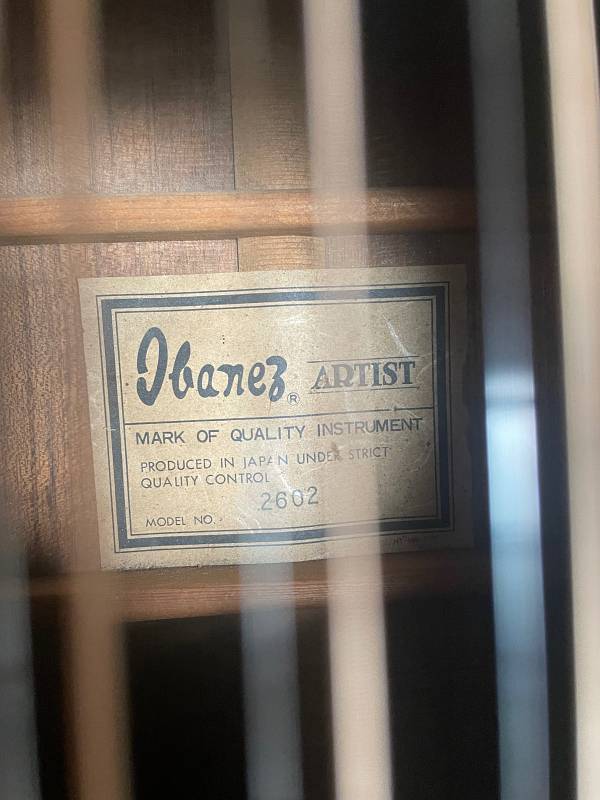 Ibanez® ARTIST
MARK OF QUALITY INSTRUMENT
PRODUCED IN JAPAN UNDER STRICT
QUALITY CONTROL
MODEL NO. 2602